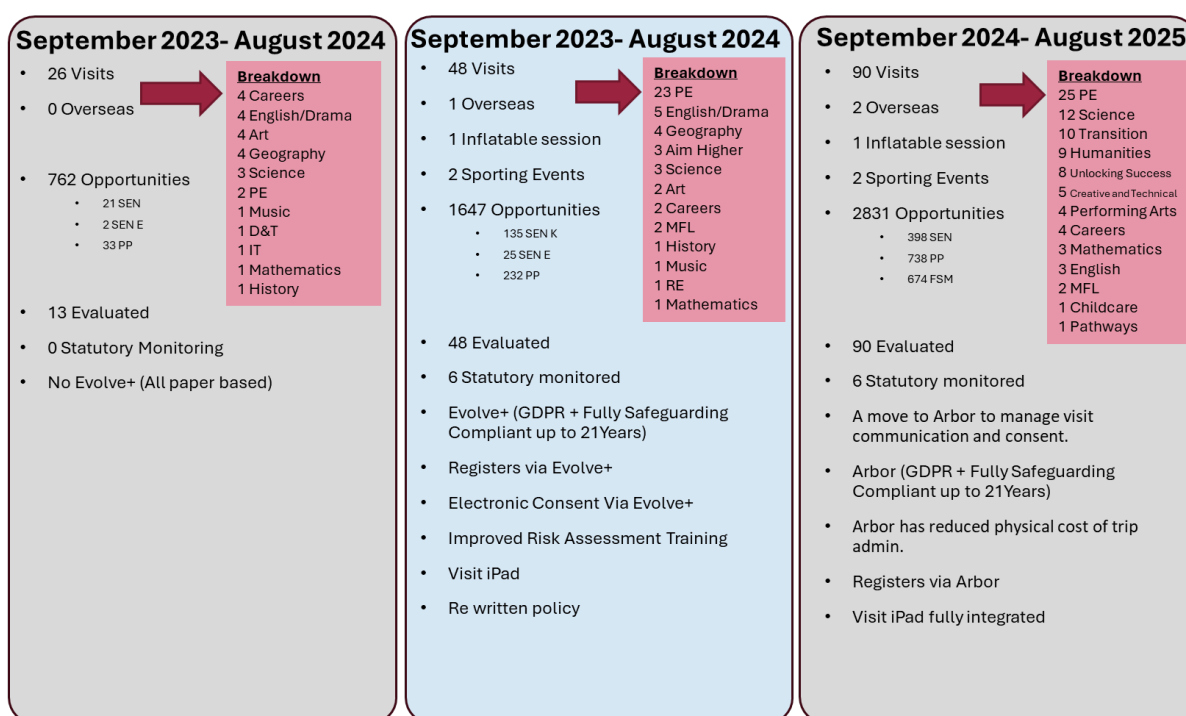 September 2023- August 2024
• 26 Visits
• 0 Overseas
• 762 Opportunities
• 21 SEN
• 2 SEN E
• 33 PP
• 13 Evaluated
• 0 Statutory Monitoring
• No Evolve+ (All paper based)
Breakdown
4 Careers
4 English/Drama
4 Art
4 Geography
3 Science
2 PE
1 Music
1 D&T
1 IT
1 Mathematics
1 History
September 2023- August 2024
• 48 Visits
• 1 Overseas
• 1 Inflatable session
• 2 Sporting Events
• 1647 Opportunities
• 135 SEN K
• 25 SEN E
• 232 PP
• 48 Evaluated
• 6 Statutory monitored
• Evolve+ (GDPR + Fully Safeguarding
Compliant up to 21Years)
• Registers via Evolve+
• Electronic Consent Via Evolve+
• Improved Risk Assessment Training
• Visit iPad
• Re written policy
Breakdown
23 PE
5 English/Drama
4 Geography
3 Aim Higher
3 Science
2 Art
2 Careers
2 MFL
1 History
1 Music
1 RE
1 Mathematics
September 2024- August 2025
• 90 Visits
• 2 Overseas
• 1 Inflatable session
• 2 Sporting Events
• 2831 Opportunities
• 398 SEN
• 738 PP
• 674 FSM
• 90 Evaluated
• 6 Statutory monitored
• A move to Arbor to manage visit
communication and consent.
• Arbor (GDPR + Fully Safeguarding
Compliant up to 21Years)
• Arbor has reduced physical cost of trip
admin.
• Registers via Arbor
• Visit iPad fully integrated
Breakdown
25 PE
12 Science
10 Transition
9 Humanities
8 Unlocking Success
5 Creative and Technical
4 Performing Arts
4 Careers
3 Mathematics
3 English
2 MFL
1 Childcare
1 Pathways